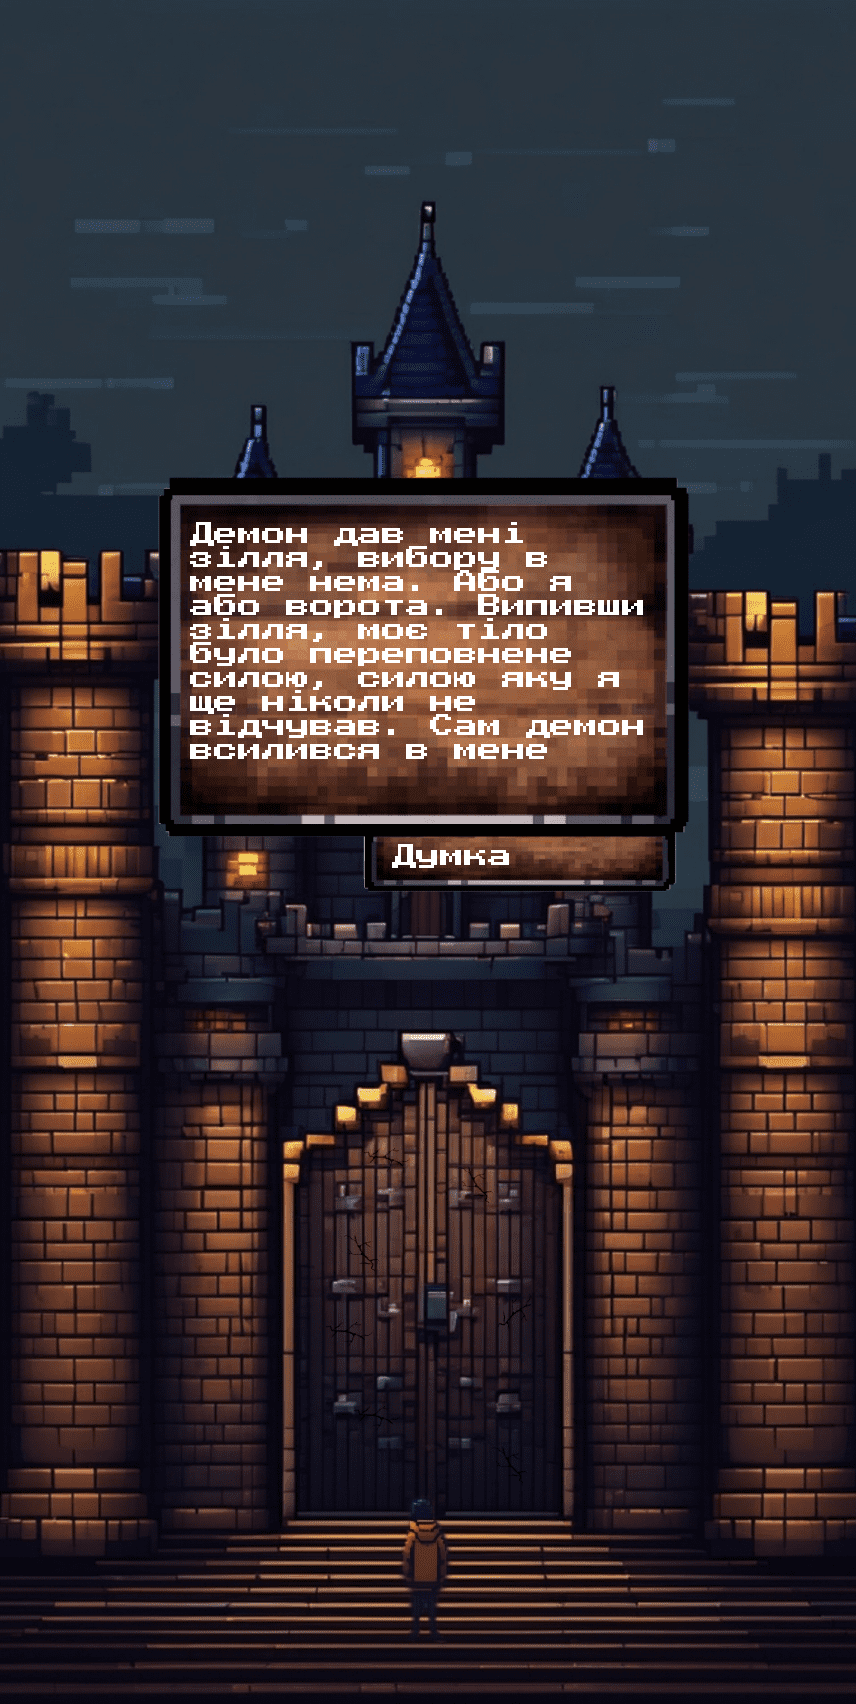 Демон дав мені
зілля, вибору в
мене нема. Або я
або ворота. Випивши
зілля, моє тіло
було переповнене
силою, силою яку я
ще ніколи не
відчував. Сам демон
всилився в мене
Думка